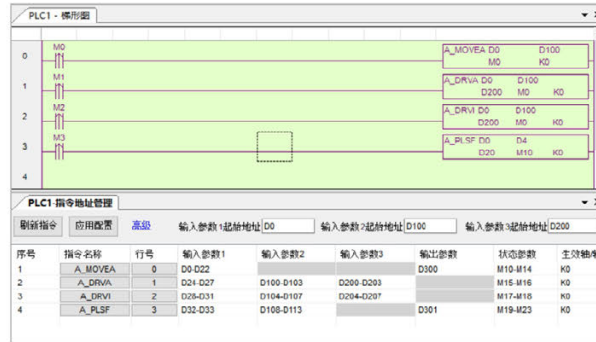 PLC1 - 梯形图
0 M0 A_MOVEA D0 D100
M0 K0
1 M1 A_DRVA D0 D100
D200 M0 K0
2 M2 A_DRVI D0 D100
D200 M0 K0
3 M3 A_PLSF D0 D4
D20 M10 K0
4
PLC1-指令地址管理
刷新指令 应用配置 高级 输入参数1起始地址 D0 输入参数2起始地址 D100 输入参数3起始地址 D200
序号 指令名称 行号 输入参数1 输入参数2 输入参数3 输出参数 状态参数 生效轴
1 A_MOVEA 0 D0-D22 D300 M10-M14 K0
2 A_DRVA 1 D24-D27 D100-D103 D200-D203 M15-M16 K0
3 A_DRVI 2 D28-D31 D104-D107 D204-D207 M17-M18 K0
4 A_PLSF 3 D32-D33 D108-D113 D301 M19-M23 K0